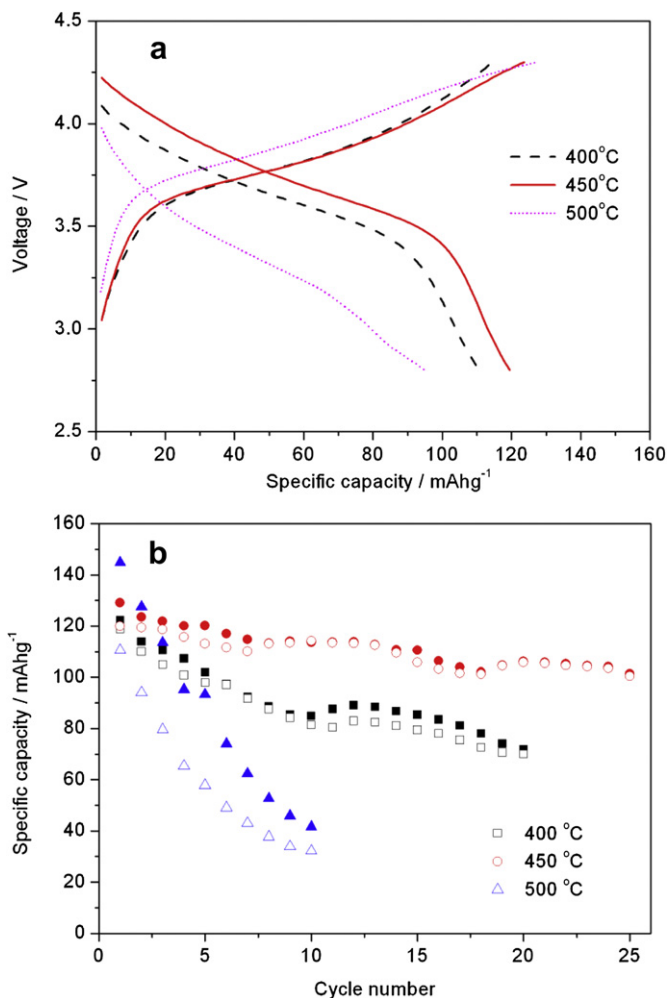 a
4.5
4.0
3.5
3.0
2.5
Voltage / V
400°C
450°C
500°C
0 20 40 60 80 100 120 140 160
Specific capacity / mAhg⁻¹
b
160
140
120
100
80
60
40
20
0
Specific capacity / mAhg⁻¹
400 °C
450 °C
500 °C
0 5 10 15 20 25
Cycle number